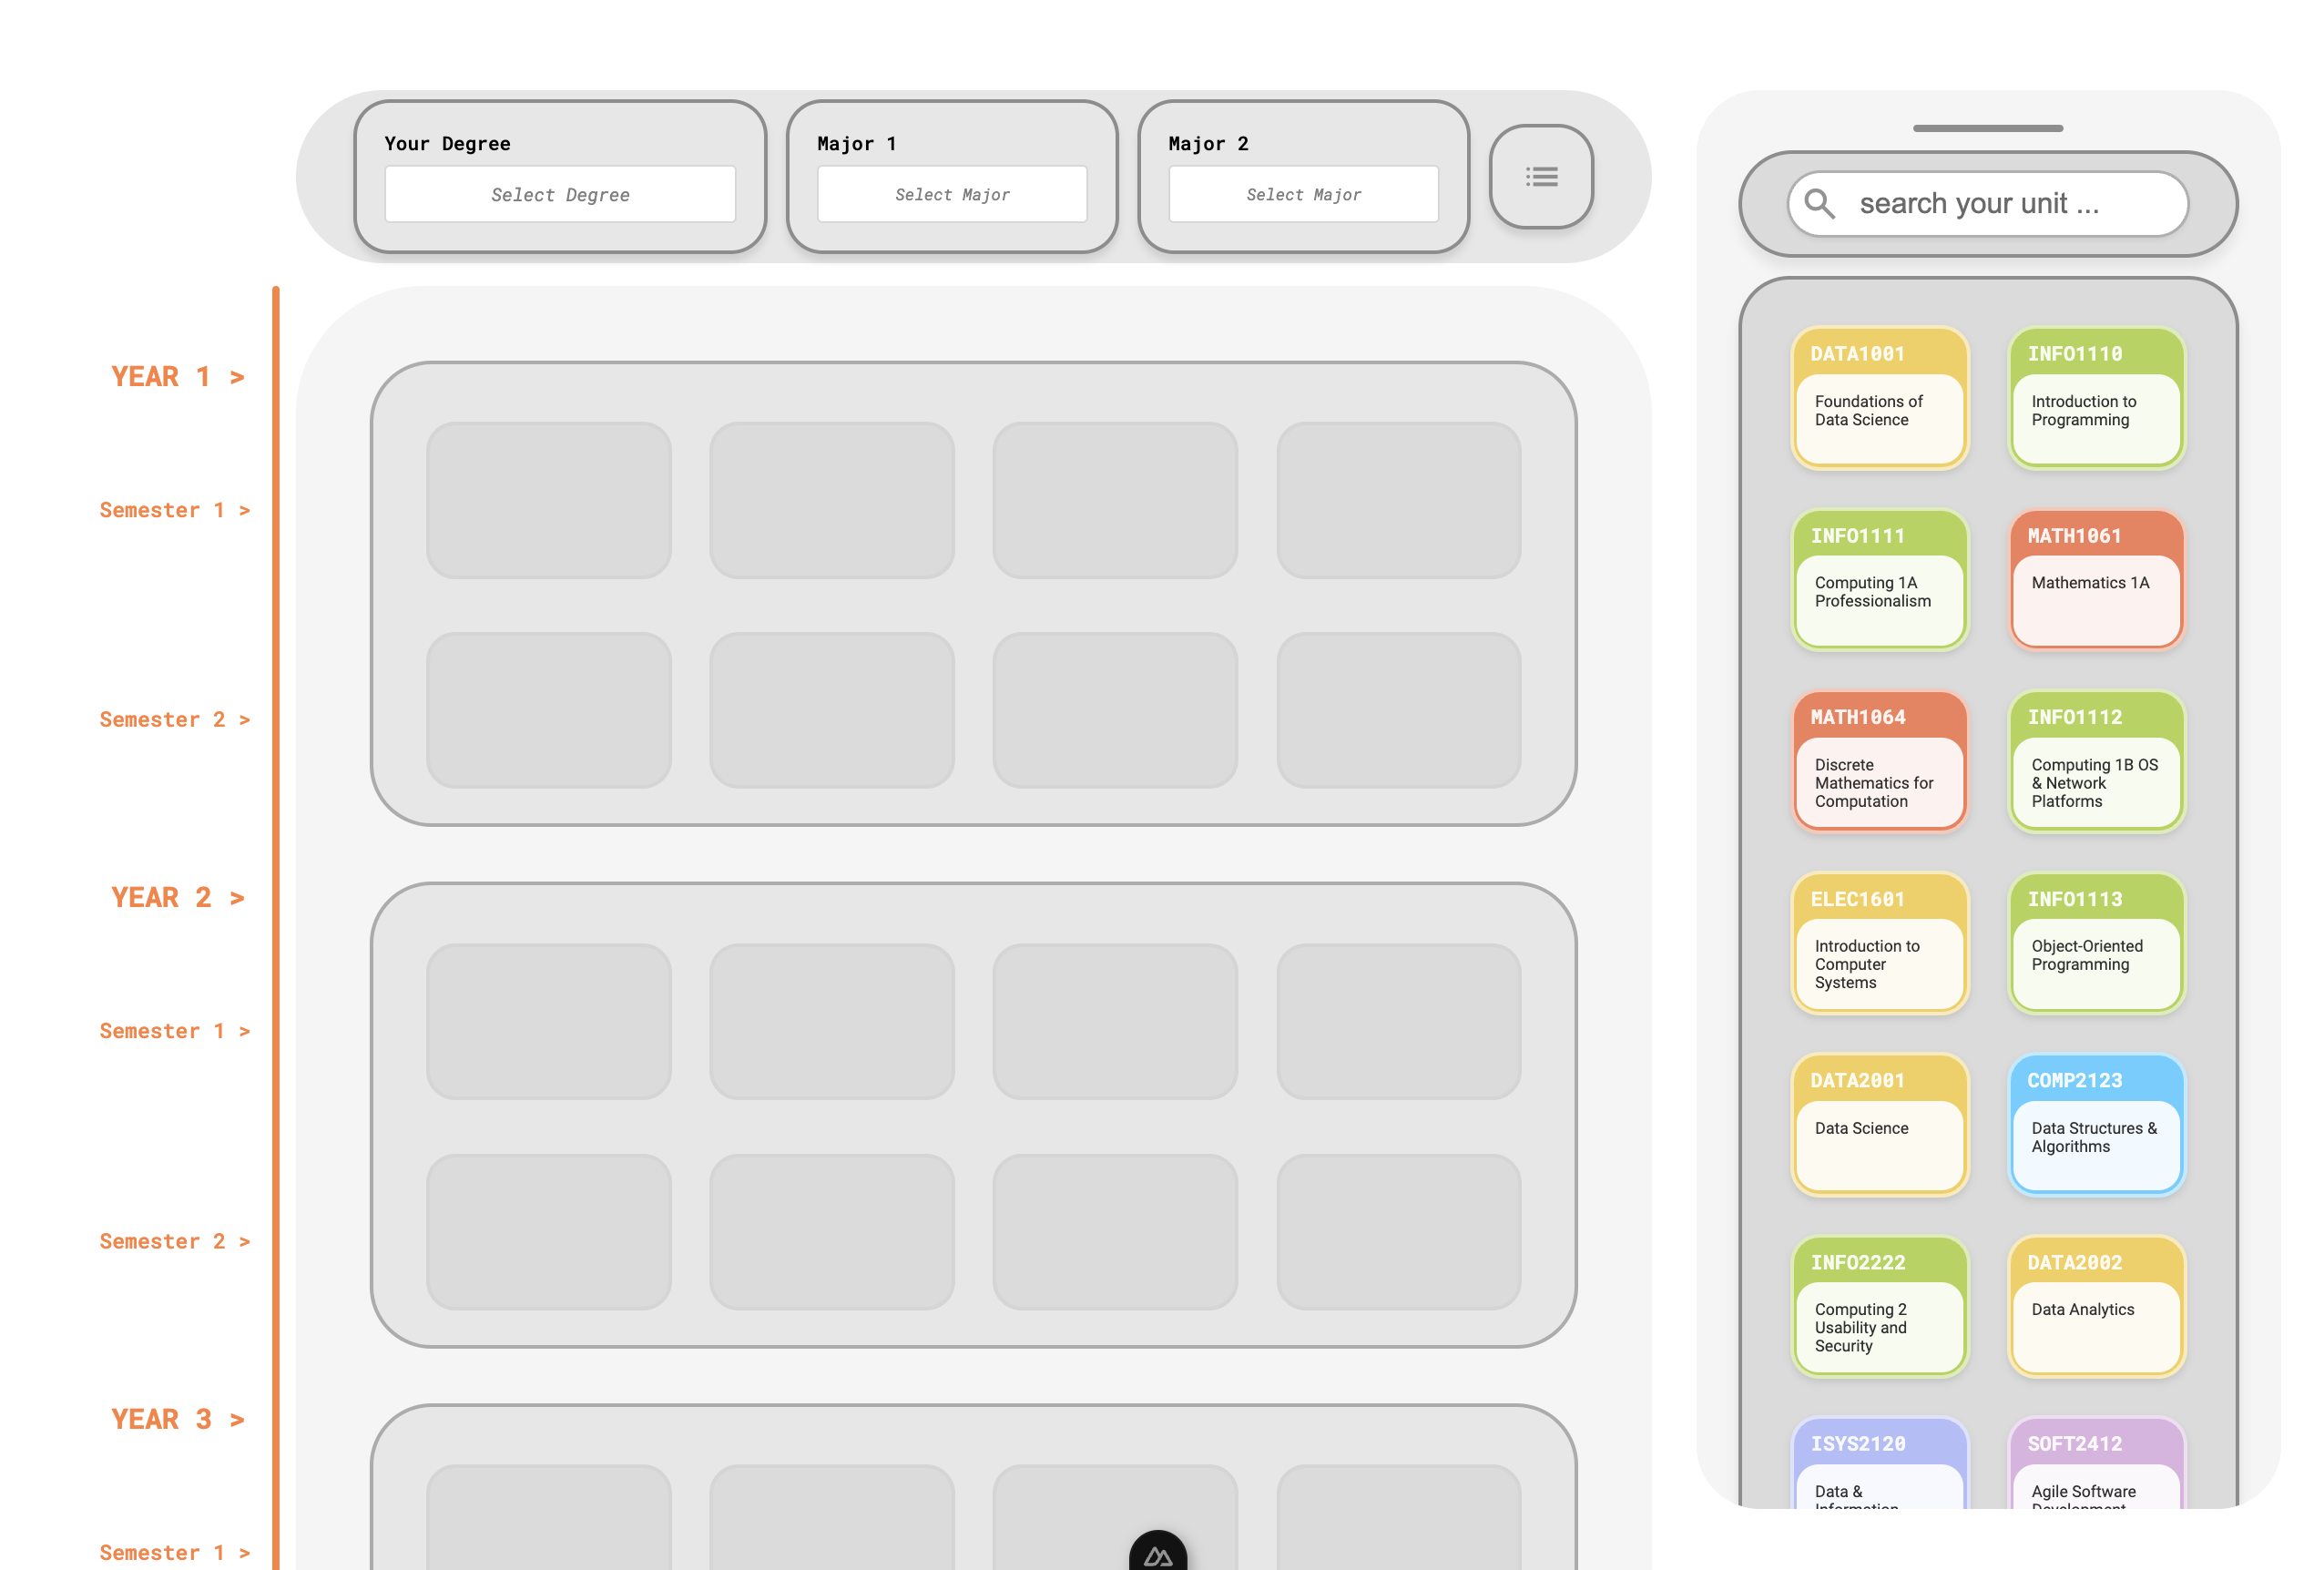 Your Degree
Select Degree
Major 1
Select Major
Major 2
Select Major
YEAR 1 >
Semester 1 >
Semester 2 >
YEAR 2 >
Semester 1 >
Semester 2 >
YEAR 3 >
Semester 1 >
search your unit ...
DATA1001
Foundations of
Data Science
INFO1110
Introduction to
Programming
INFO1111
Computing 1A
Professionalism
MATH1061
Mathematics 1A
MATH1064
Discrete
Mathematics for
Computation
INFO1112
Computing 1B OS
& Network
Platforms
ELEC1601
Introduction to
Computer
Systems
INFO1113
Object-Oriented
Programming
DATA2001
Data Science
COMP2123
Data Structures &
Algorithms
INFO2222
Computing 2
Usability and
Security
DATA2002
Data Analytics
ISYS2120
Data &
Information
SOFT2412
Agile Software
Development